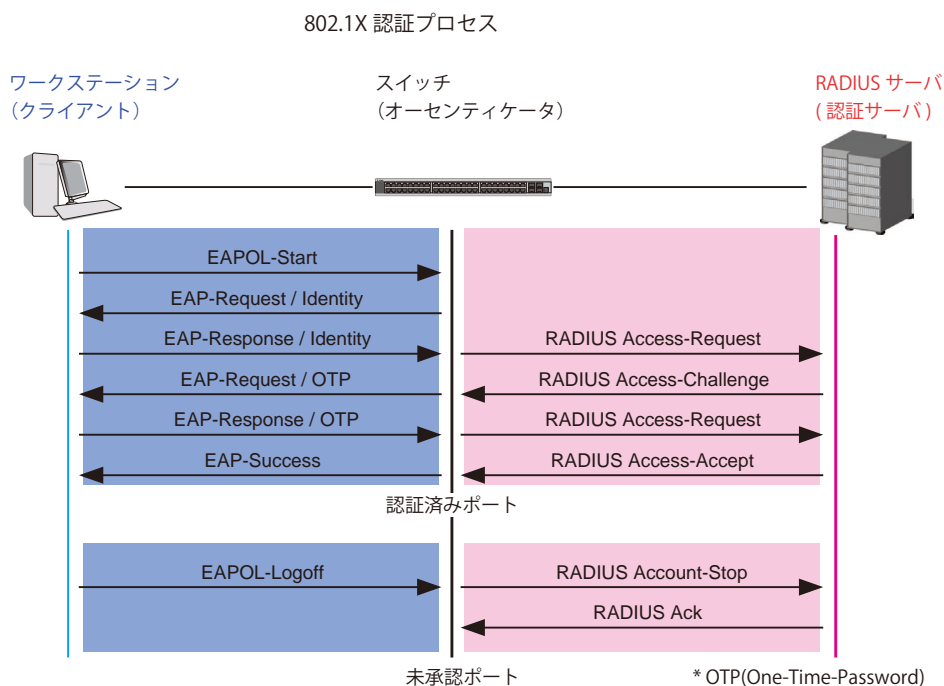 802.1X 認証プロセス
ワークステーション
（クライアント）
スイッチ
（オーセンティケータ）
RADIUS サーバ
( 認証サーバ )
EAPOL-Start
EAP-Request / Identity
EAP-Response / Identity
RADIUS Access-Request
EAP-Request / OTP
RADIUS Access-Challenge
EAP-Response / OTP
RADIUS Access-Request
EAP-Success
RADIUS Access-Accept
認証済みポート
EAPOL-Logoff
RADIUS Account-Stop
RADIUS Ack
未承認ポート
* OTP(One-Time-Password)